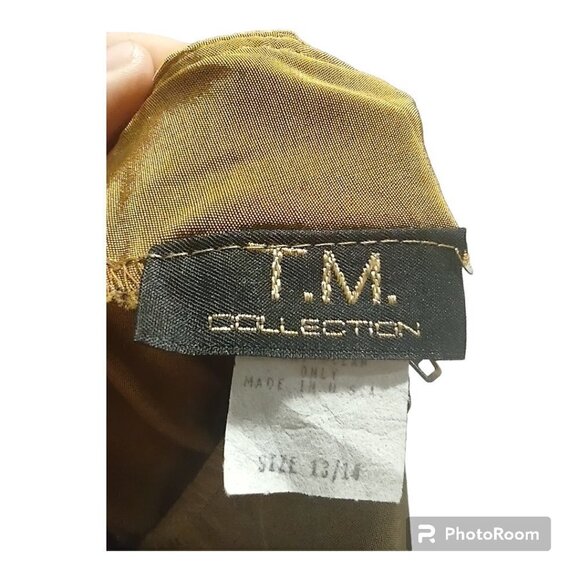 T.M.
COLLECTION
ONLY
MADE IN U.S.A.
SIZE 13/14
PhotoRoom